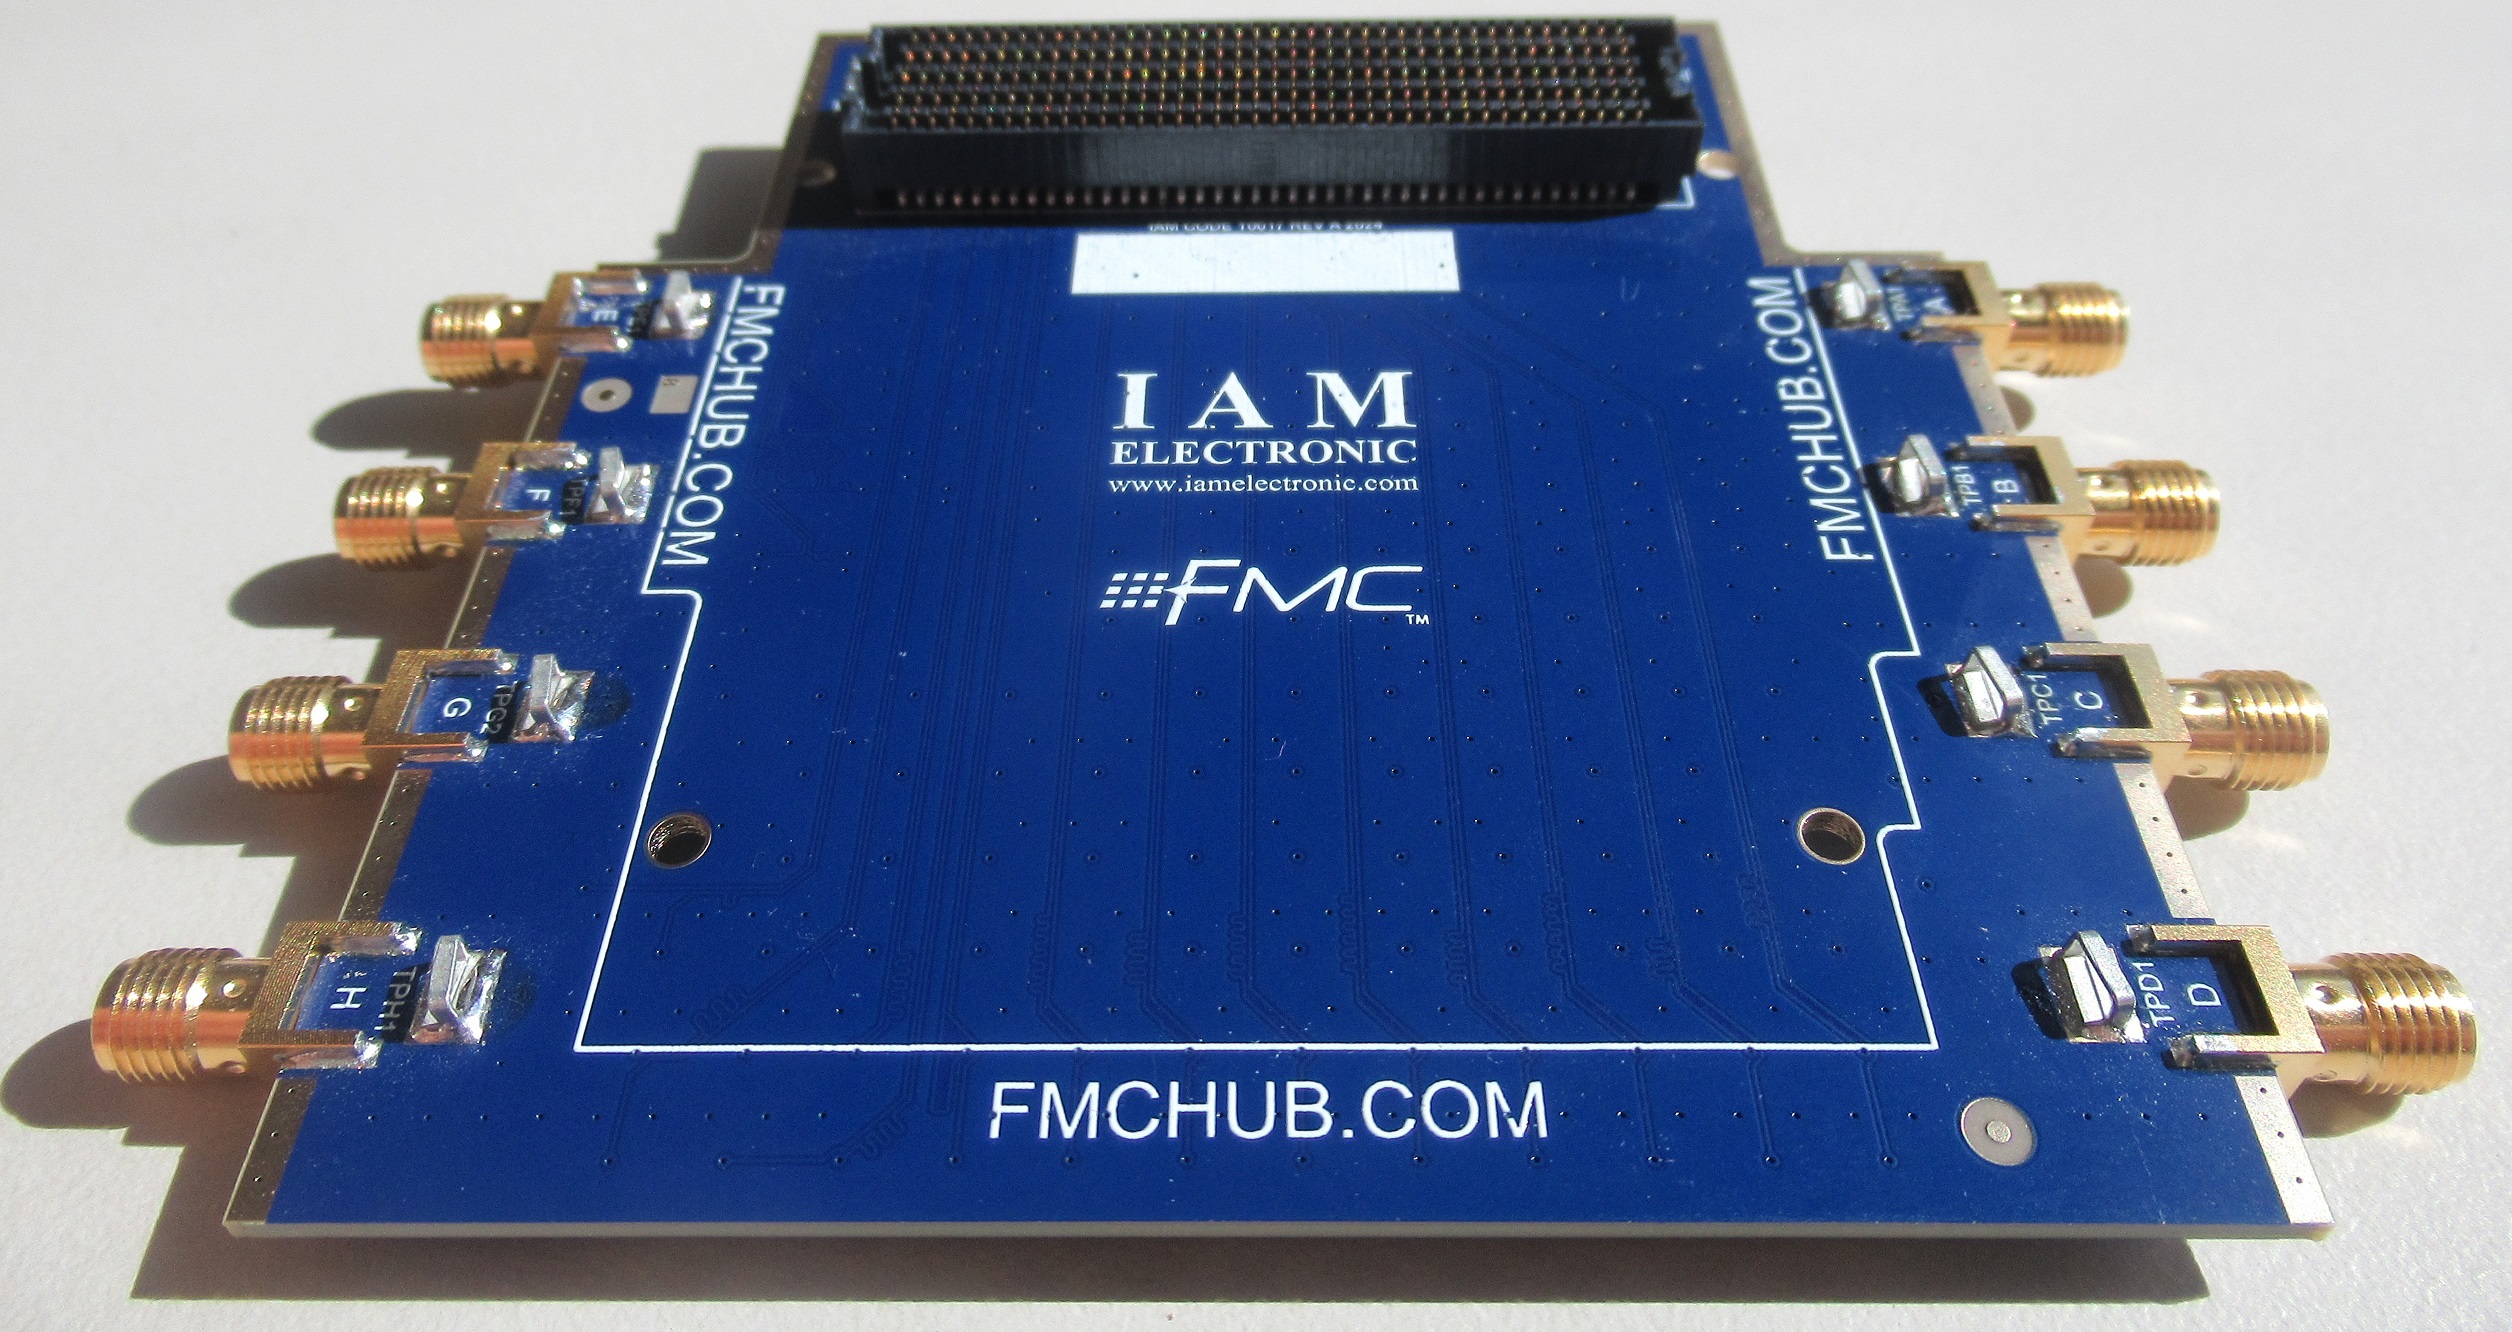 IAM CODE 10017 REV A 2024
FMCHUB.COM
FMCHUB.COM
IAM
ELECTRONIC
www.iamelectronic.com
FMC™
E
F
TPF1
G
TPG2
H
TPH1
TPA1
A
TPB1
B
TPC1
C
TPD1
D
FMCHUB.COM